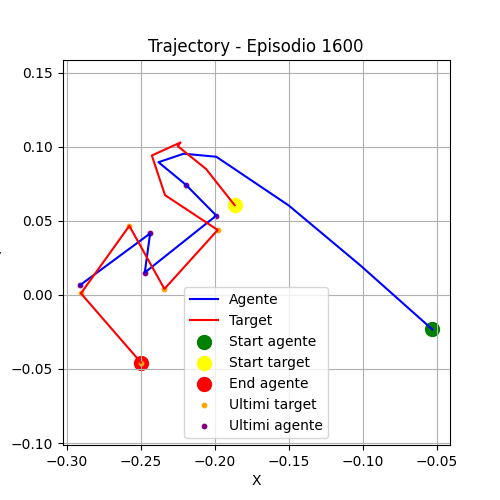 Trajectory - Episodio 1600
0.15
0.10
0.05
0.00
−0.05
−0.10
Agente
Target
Start agente
Start target
End agente
Ultimi target
Ultimi agente
−0.30 −0.25 −0.20 −0.15 −0.10 −0.05
X